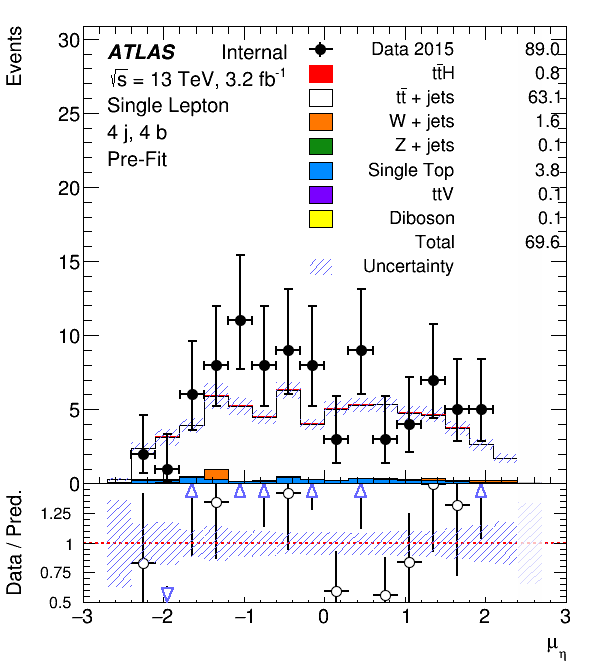 Events
ATLAS Internal
√s = 13 TeV, 3.2 fb⁻¹
Single Lepton
4 j, 4 b
Pre-Fit
Data 2015 89.0
tt̄H 0.8
tt̄ + jets 63.1
W + jets 1.6
Z + jets 0.1
Single Top 3.8
ttV 0.1
Diboson 0.1
Total 69.6
Uncertainty
30
25
20
15
10
5
0
Data / Pred.
1.25
1
0.75
0.5
−3 −2 −1 0 1 2 3
μη